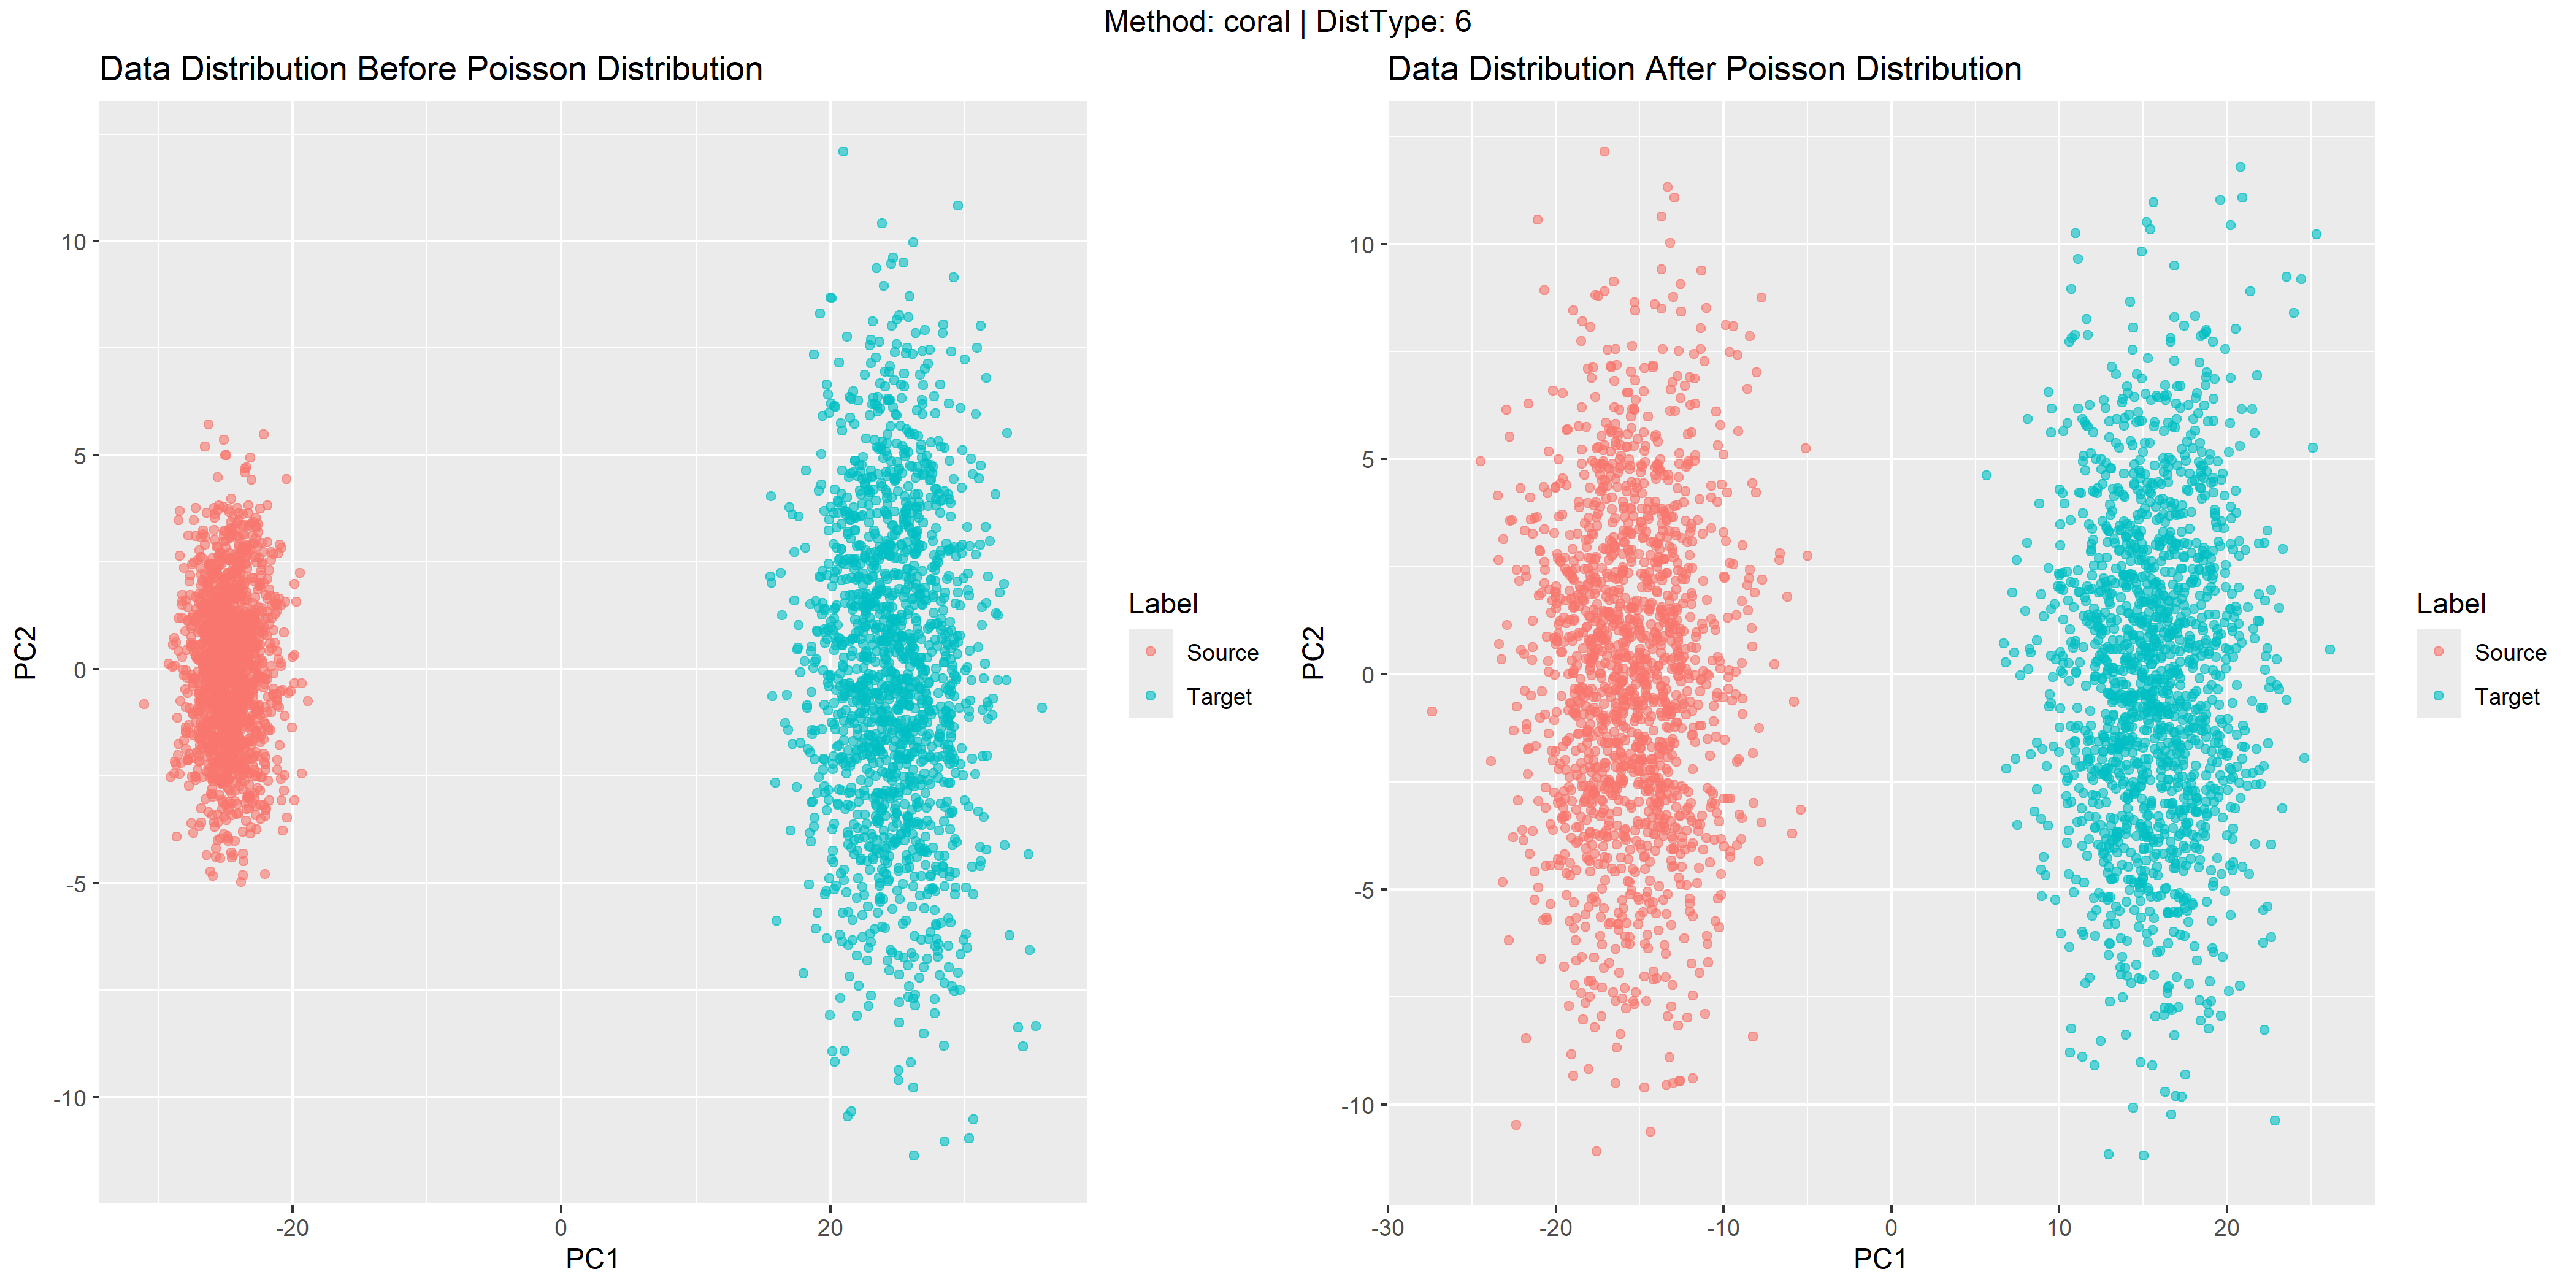 Method: coral | DistType: 6
Data Distribution Before Poisson Distribution
PC2
10
5
0
-5
-10
-20
0
20
PC1
Label
Source
Target
Data Distribution After Poisson Distribution
PC2
10
5
0
-5
-10
-30
-20
-10
0
10
20
PC1
Label
Source
Target